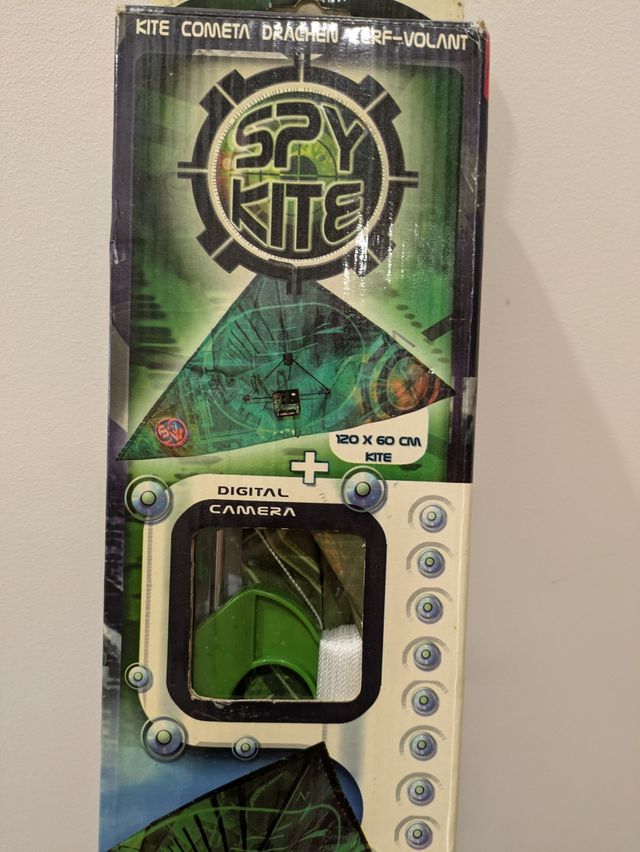 KITE COMETA DRACHEN CERF-VOLANT
SPY
KITE
120 X 60 CM
KITE
+
DIGITAL
CAMERA